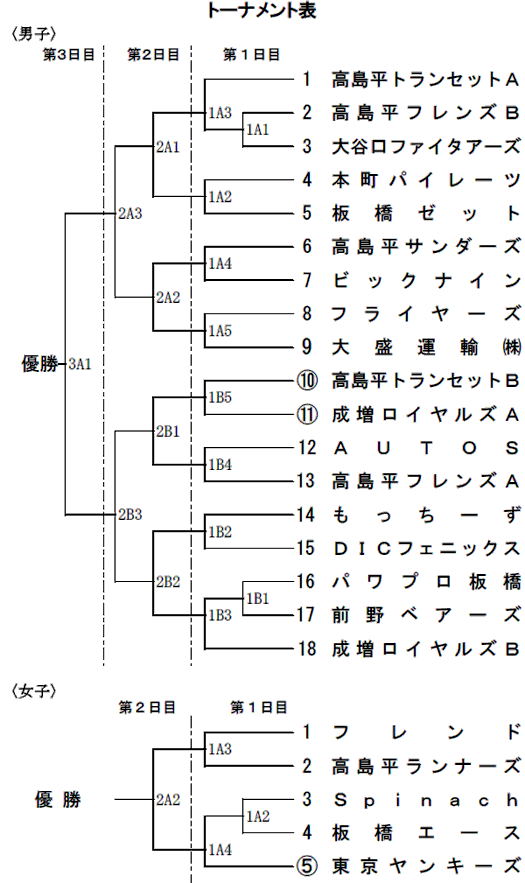 トーナメント表
〈男子〉
第3日目 第2日目 第1日目
1 高島平トランセットA
1A3
2 高島平フレンズB
1A1
3 大谷口ファイタアーズ
2A1
4 本町パイレーツ
1A2
5 板橋ゼット
2A3
6 高島平サンダーズ
1A4
7 ビックナイン
2A2
8 フライヤーズ
1A5
9 大盛運輸㈱
優勝 3A1
⑩ 高島平トランセットB
1B5
⑪ 成増ロイヤルズA
2B1
12 AUTOS
1B4
13 高島平フレンズA
2B3
14 もっちーず
1B2
15 DICフェニックス
2B2
16 パワプロ板橋
1B1
17 前野ベアーズ
1B3
18 成増ロイヤルズB
〈女子〉
第2日目 第1日目
1 フレンド
1A3
2 高島平ランナーズ
優勝 2A2
3 Spinach
1A2
4 板橋エース
1A4
⑤ 東京ヤンキーズ